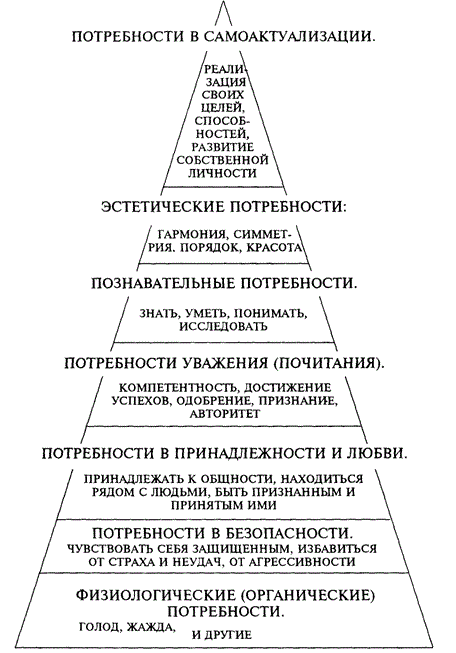 ПОТРЕБНОСТИ В САМОАКТУАЛИЗАЦИИ.
РЕАЛИ-
ЗАЦИЯ
СВОИХ
ЦЕЛЕЙ,
СПОСОБ-
НОСТЕЙ,
РАЗВИТИЕ
СОБСТВЕННОЙ
ЛИЧНОСТИ
ЭСТЕТИЧЕСКИЕ ПОТРЕБНОСТИ:
ГАРМОНИЯ, СИММЕТ-
РИЯ. ПОРЯДОК, КРАСОТА
ПОЗНАВАТЕЛЬНЫЕ ПОТРЕБНОСТИ.
ЗНАТЬ, УМЕТЬ, ПОНИМАТЬ,
ИССЛЕДОВАТЬ
ПОТРЕБНОСТИ УВАЖЕНИЯ (ПОЧИТАНИЯ).
КОМПЕТЕНТНОСТЬ, ДОСТИЖЕНИЕ
УСПЕХОВ, ОДОБРЕНИЕ, ПРИЗНАНИЕ,
АВТОРИТЕТ
ПОТРЕБНОСТИ В ПРИНАДЛЕЖНОСТИ И ЛЮБВИ.
ПРИНАДЛЕЖАТЬ К ОБЩНОСТИ, НАХОДИТЬСЯ
РЯДОМ С ЛЮДЬМИ, БЫТЬ ПРИЗНАННЫМ И
ПРИНЯТЫМ ИМИ
ПОТРЕБНОСТИ В БЕЗОПАСНОСТИ.
ЧУВСТВОВАТЬ СЕБЯ ЗАЩИЩЕННЫМ, ИЗБАВИТЬСЯ
ОТ СТРАХА И НЕУДАЧ, ОТ АГРЕССИВНОСТИ
ФИЗИОЛОГИЧЕСКИЕ (ОРГАНИЧЕСКИЕ)
ПОТРЕБНОСТИ.
ГОЛОД, ЖАЖДА, И ДРУГИЕ